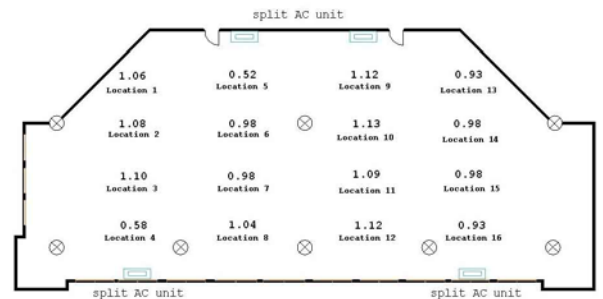 split AC unit
1.06 0.52 1.12 0.93
Location 1 Location 5 Location 9 Location 13
1.08 0.98 1.13 0.98
Location 2 Location 6 Location 10 Location 14
1.10 0.98 1.09 0.98
Location 3 Location 7 Location 11 Location 15
0.58 1.04 1.12 0.93
Location 4 Location 8 Location 12 Location 16
split AC unit split AC unit